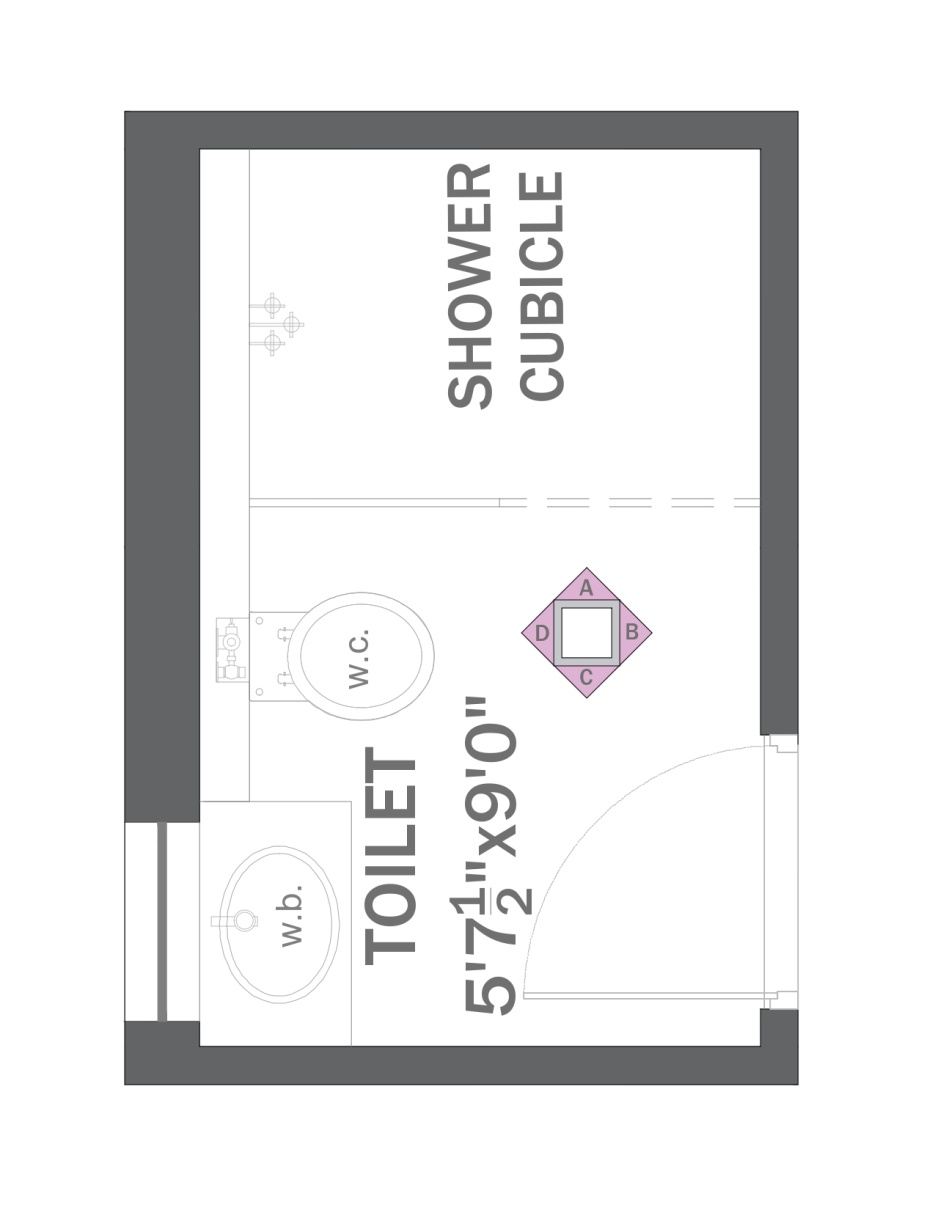 SHOWER
CUBICLE
A
D
B
C
w.c.
TOILET
5'7½"x9'0"
w.b.